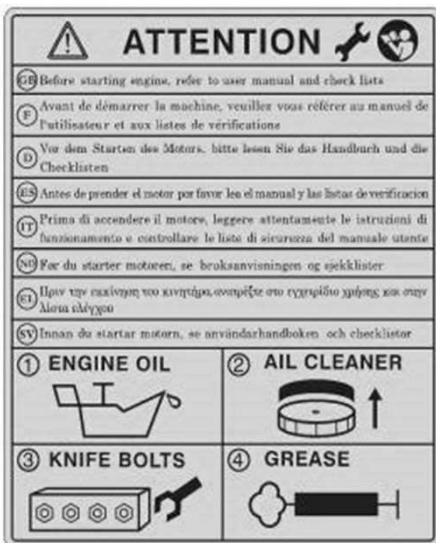 ATTENTION
GB Before starting engine, refer to user manual and check lists
F Avant de démarrer la machine, veuillez vous référer au manuel de
l'utilisateur et aux listes de vérifications
D Vor dem Starten des Motors, bitte lesen Sie das Handbuch und die
Checklisten
ES Antes de prender el motor por favor lea el manual y las listas de verificacion
IT Prima di accendere il motore, leggere attentamente le istruzioni di
funzionamento e controllare le liste di sicurezza del manuale utente
Før du starter motoren, se bruksanvisningen og sjekklister
EL Πριν την εκκίνηση του κινητήρα, ανατρέξτε στο εγχειρίδιο χρήσης και στην
λίστα ελέγχου
SV Innan du startar motorn, se användarhandboken och checklistor
① ENGINE OIL
② AIL CLEANER
③ KNIFE BOLTS
④ GREASE